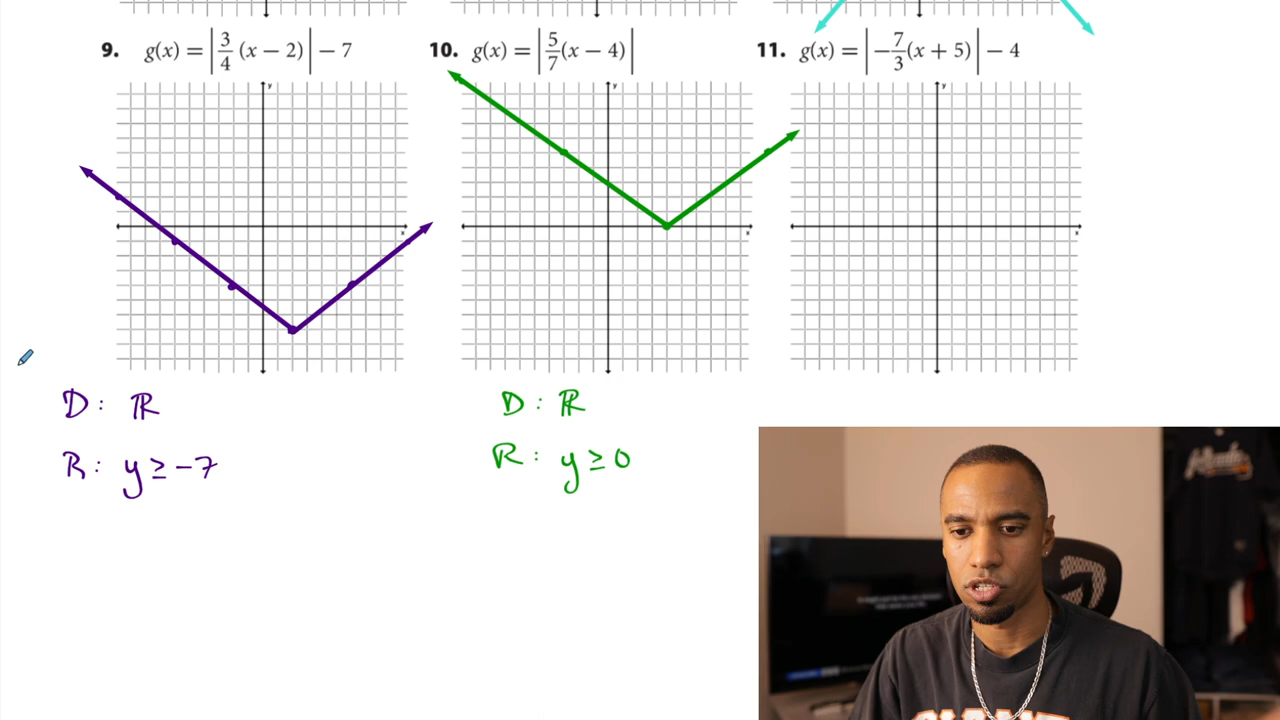 9. g(x) = |3/4 (x − 2)| − 7
10. g(x) = |5/7(x − 4)|
11. g(x) = |−7/3(x + 5)| − 4
y
y
y
x
x
x
D: ℝ
R: y ≥ −7
D: ℝ
R: y ≥ 0